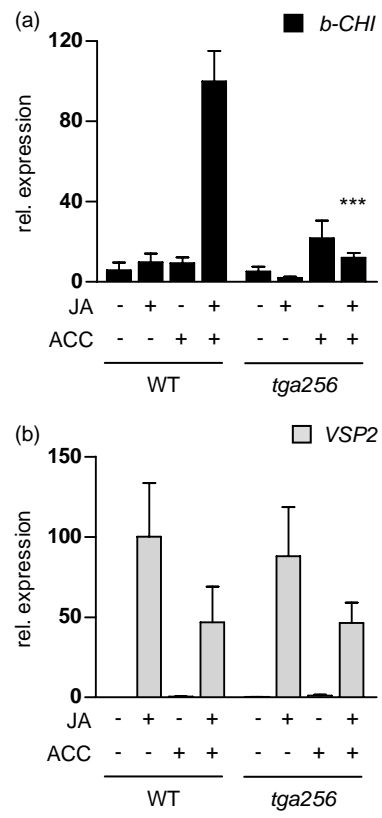 (a)
b-CHI
rel. expression
120
80
40
0
***
JA - + - + - + - +
ACC - - + + - - + +
WT tga256
(b)
VSP2
rel. expression
150
100
50
0
JA - + - + - + - +
ACC - - + + - - + +
WT tga256